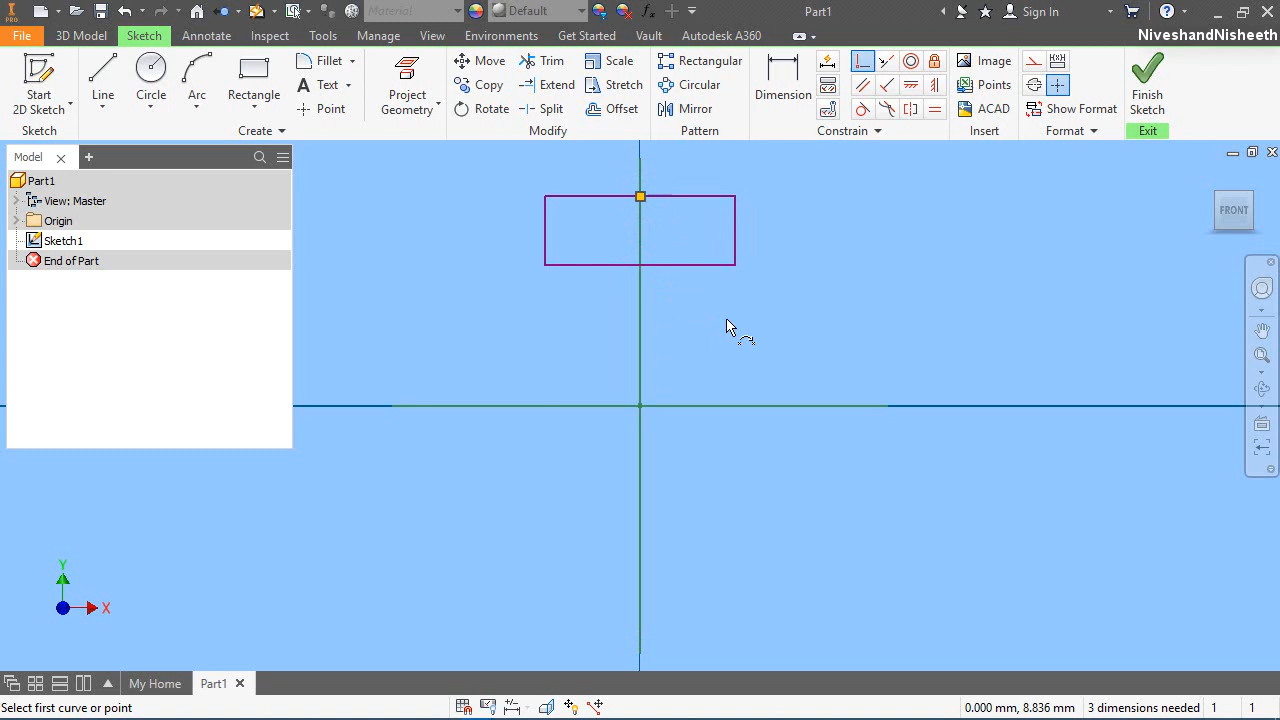 PRO
Material
Default
Part1
Sign In
File
3D Model
Sketch
Annotate
Inspect
Tools
Manage
View
Environments
Get Started
Vault
Autodesk A360
NiveshandNisheeth
Start
2D Sketch
Line
Circle
Arc
Rectangle
Fillet
Text
Point
Project
Geometry
Move
Copy
Rotate
Trim
Extend
Split
Scale
Stretch
Offset
Rectangular
Circular
Mirror
Dimension
Image
Points
ACAD
Show Format
Finish
Sketch
Sketch
Create
Modify
Pattern
Constrain
Insert
Format
Exit
Model
Part1
View: Master
Origin
Sketch1
End of Part
FRONT
Y
X
My Home
Part1
Select first curve or point
0.000 mm, 8.836 mm
3 dimensions needed
1
1